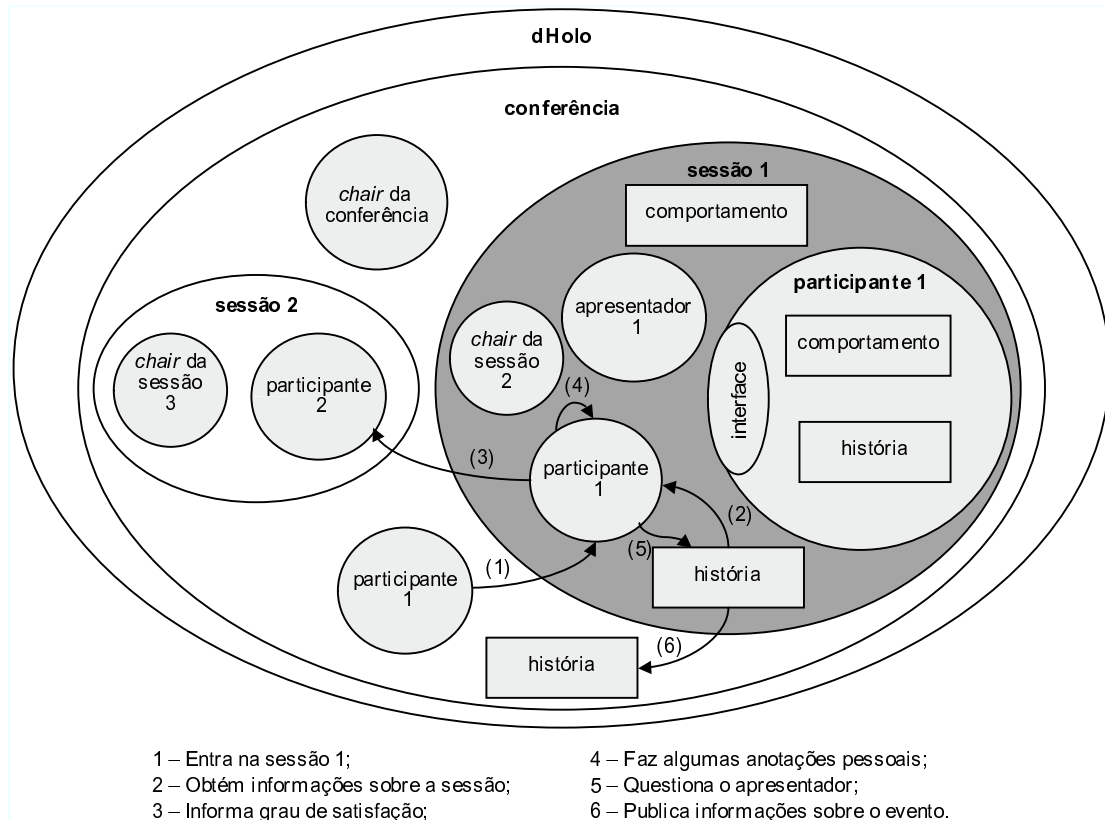 dHolo
conferência
sessão 1
comportamento
chair da
conferência
participante 1
sessão 2
apresentador
1
chair da
sessão
2
comportamento
interface
chair da
sessão
3
participante
2
(4)
história
(3)
participante
1
(2)
(5)
(1)
participante
1
história
(6)
história
1 – Entra na sessão 1;
2 – Obtém informações sobre a sessão;
3 – Informa grau de satisfação;
4 – Faz algumas anotações pessoais;
5 – Questiona o apresentador;
6 – Publica informações sobre o evento.